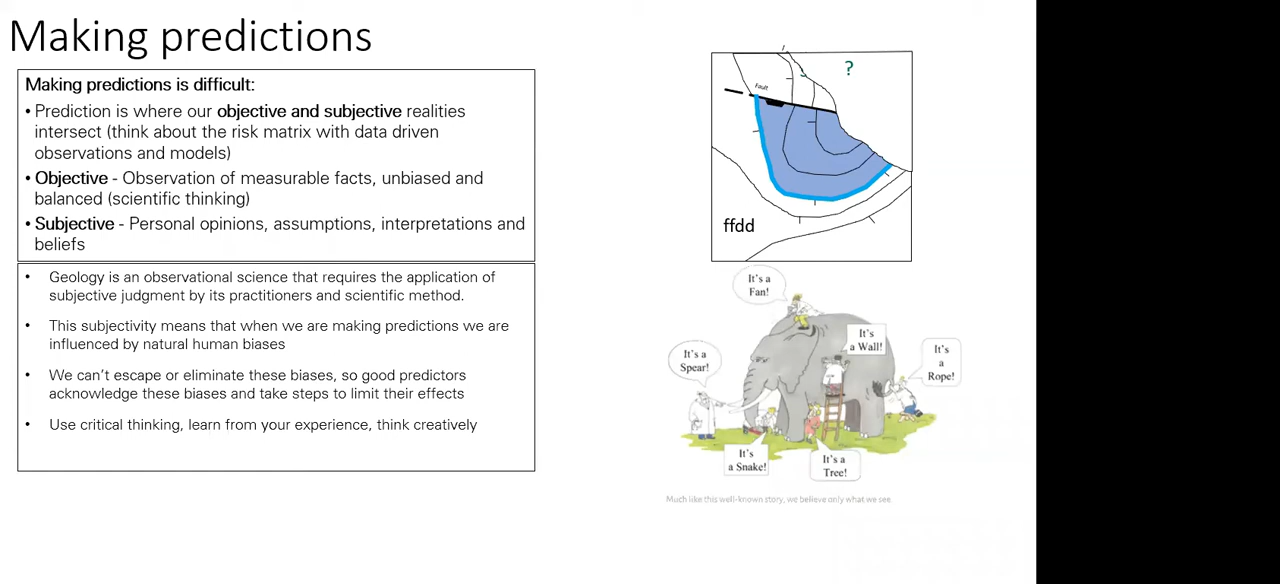 Making predictions
Making predictions is difficult:
• Prediction is where our objective and subjective realities
intersect (think about the risk matrix with data driven
observations and models)
• Objective - Observation of measurable facts, unbiased and
balanced (scientific thinking)
• Subjective - Personal opinions, assumptions, interpretations and
beliefs
• Geology is an observational science that requires the application of
subjective judgment by its practitioners and scientific method.
• This subjectivity means that when we are making predictions we are
influenced by natural human biases
• We can't escape or eliminate these biases, so good predictors
acknowledge these biases and take steps to limit their effects
• Use critical thinking, learn from your experience, think creatively
?
Fault
ffdd
It's a
Fan!
It's
a Wall!
It's a
Spear!
It's
a
Rope!
It's
a Snake!
It's a
Tree!
Much like this well-known story, we believe only what we see.